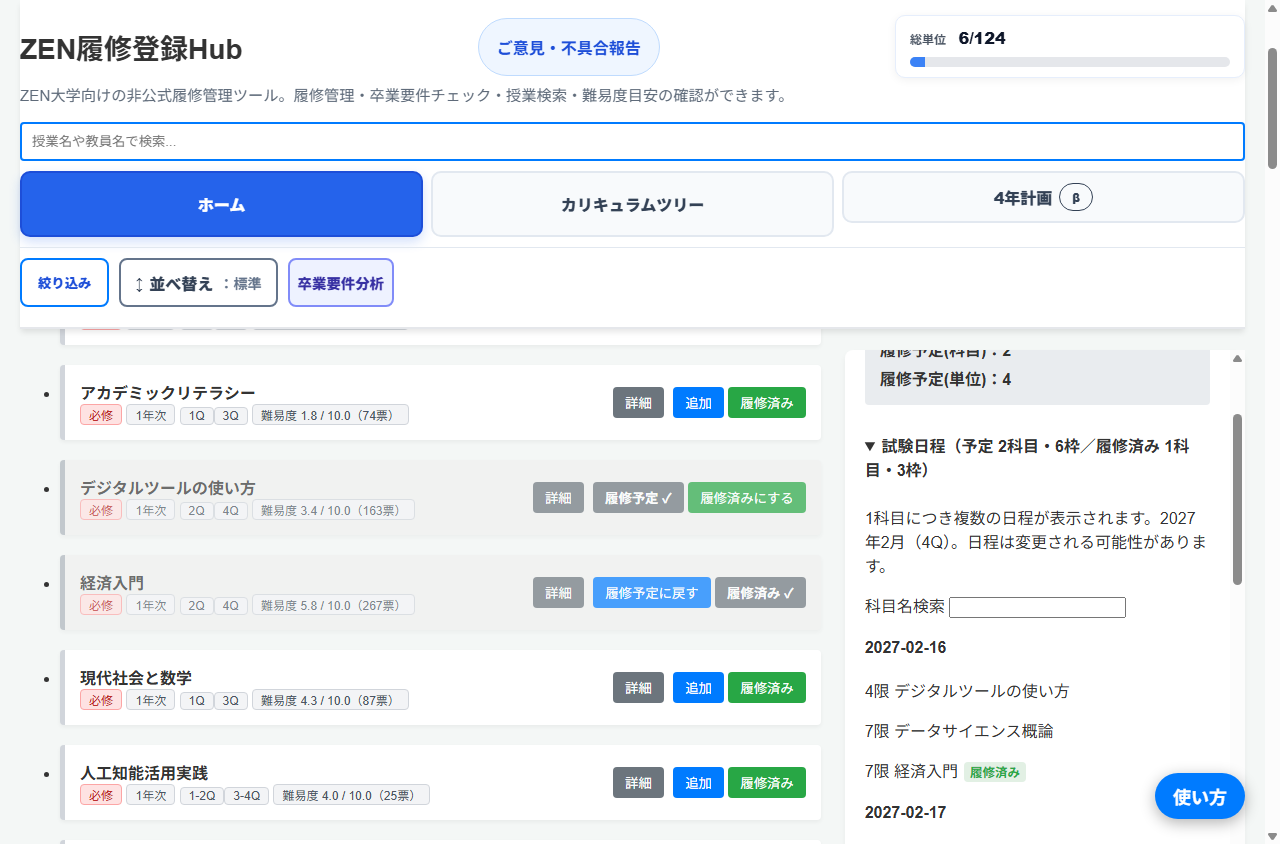 ZEN履修登録Hub
ご意見・不具合報告
総単位 6/124
ZEN大学向けの非公式履修管理ツール。履修管理・卒業要件チェック・授業検索・難易度目安の確認ができます。
授業名や教員名で検索...
ホーム
カリキュラムツリー
4年計画 β
絞り込み
↕ 並べ替え ：標準
卒業要件分析
アカデミックリテラシー
必修 1年次 1Q 3Q 難易度 1.8 / 10.0（74票）
詳細 追加 履修済み
デジタルツールの使い方
必修 1年次 2Q 4Q 難易度 3.4 / 10.0（163票）
詳細 履修予定 ✓ 履修済みにする
経済入門
必修 1年次 2Q 4Q 難易度 5.8 / 10.0（267票）
詳細 履修予定に戻す 履修済み ✓
現代社会と数学
必修 1年次 1Q 3Q 難易度 4.3 / 10.0（87票）
詳細 追加 履修済み
人工知能活用実践
必修 1年次 1-2Q 3-4Q 難易度 4.0 / 10.0（25票）
詳細 追加 履修済み
履修予定(科目)：2
履修予定(単位)：4
▼ 試験日程（予定 2科目・6枠／履修済み 1科
目・3枠）
1科目につき複数の日程が表示されます。2027
年2月（4Q）。日程は変更される可能性がありま
す。
科目名検索
2027-02-16
4限 デジタルツールの使い方
7限 データサイエンス概論
7限 経済入門 履修済み
2027-02-17
使い方